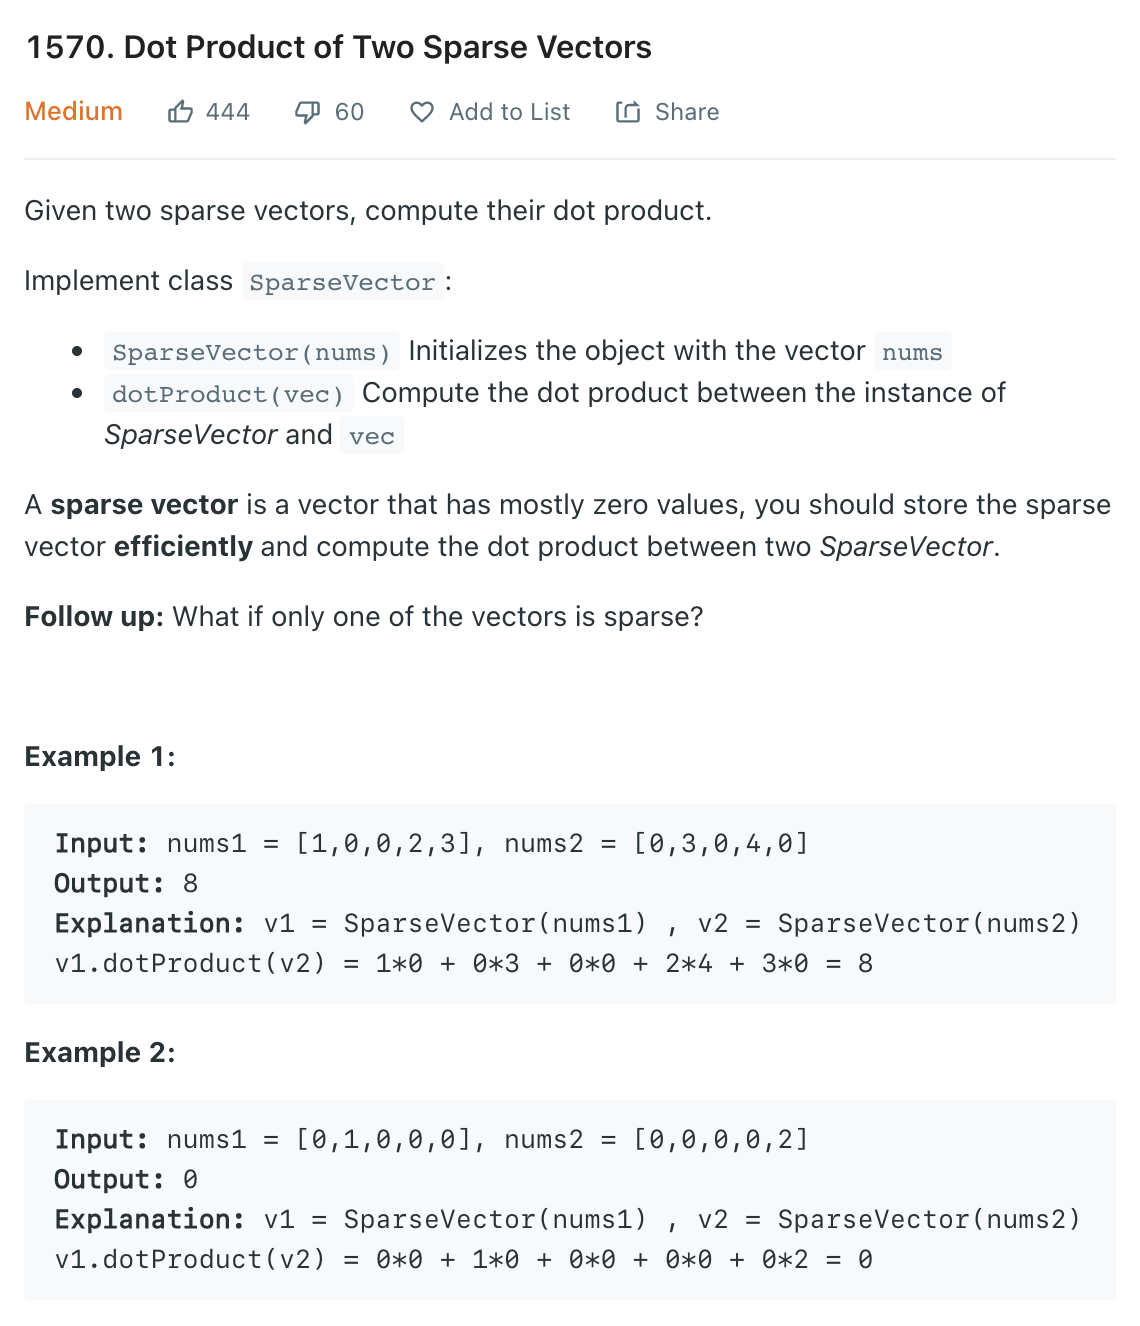 1570. Dot Product of Two Sparse Vectors
Medium 444 60 Add to List Share
Given two sparse vectors, compute their dot product.
Implement class SparseVector:
• SparseVector(nums) Initializes the object with the vector nums
• dotProduct(vec) Compute the dot product between the instance of
SparseVector and vec
A sparse vector is a vector that has mostly zero values, you should store the sparse
vector efficiently and compute the dot product between two SparseVector.
Follow up: What if only one of the vectors is sparse?
Example 1:
Input: nums1 = [1,0,0,2,3], nums2 = [0,3,0,4,0]
Output: 8
Explanation: v1 = SparseVector(nums1) , v2 = SparseVector(nums2)
v1.dotProduct(v2) = 1*0 + 0*3 + 0*0 + 2*4 + 3*0 = 8
Example 2:
Input: nums1 = [0,1,0,0,0], nums2 = [0,0,0,0,2]
Output: 0
Explanation: v1 = SparseVector(nums1) , v2 = SparseVector(nums2)
v1.dotProduct(v2) = 0*0 + 1*0 + 0*0 + 0*0 + 0*2 = 0